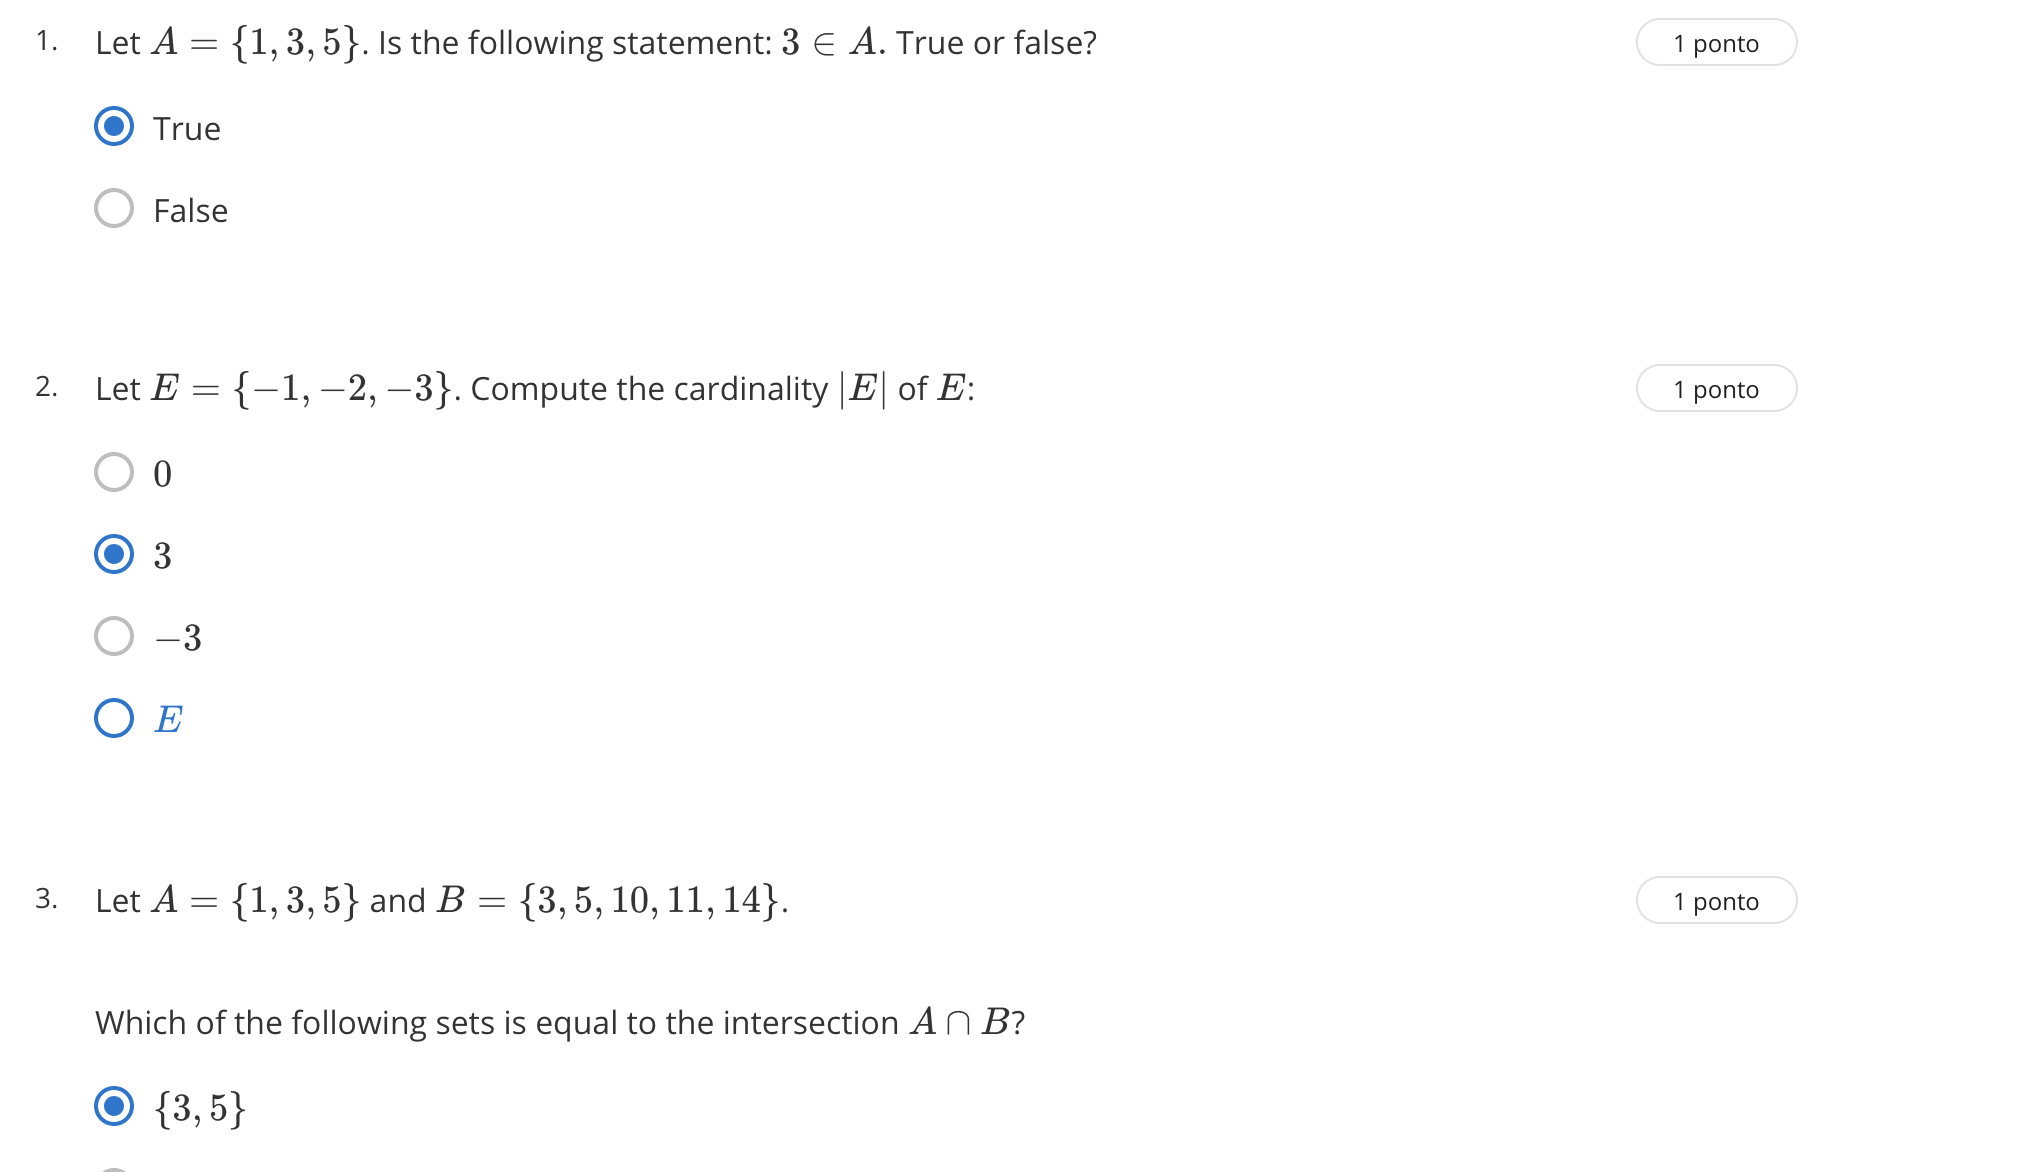 1. Let A = {1, 3, 5}. Is the following statement: 3 ∈ A. True or false?
1 ponto
True
False
2. Let E = {−1, −2, −3}. Compute the cardinality |E| of E:
1 ponto
0
3
−3
E
3. Let A = {1, 3, 5} and B = {3, 5, 10, 11, 14}.
1 ponto
Which of the following sets is equal to the intersection A ∩ B?
{3, 5}